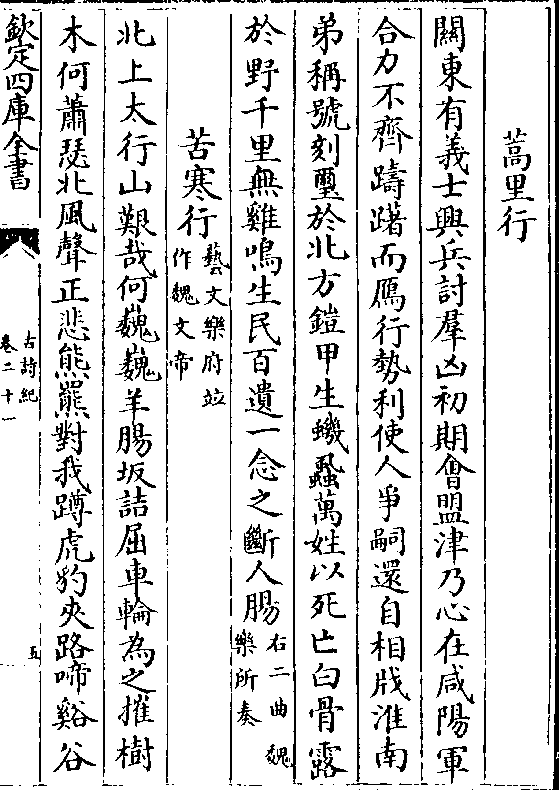 蒿里行
關東有義士興兵討羣凶初期會盟津乃心在咸陽軍
合力不齊躊躇而鴈行勢利使人爭嗣還自相戕淮南
弟稱號刻璽於北方鎧甲生蟣蝨萬姓以死亡白骨露
於野千里無雞鳴生民百遺一念之斷人腸右二曲魏樂所奏
苦寒行藝文樂府竝作魏文帝
北上太行山艱哉何巍巍羊腸坂詰屈車輪為之摧樹
木何蕭瑟北風聲正悲熊羆對我蹲虎豹夾路啼谿谷
欽定四庫全書
古詩紀
卷二十一
五